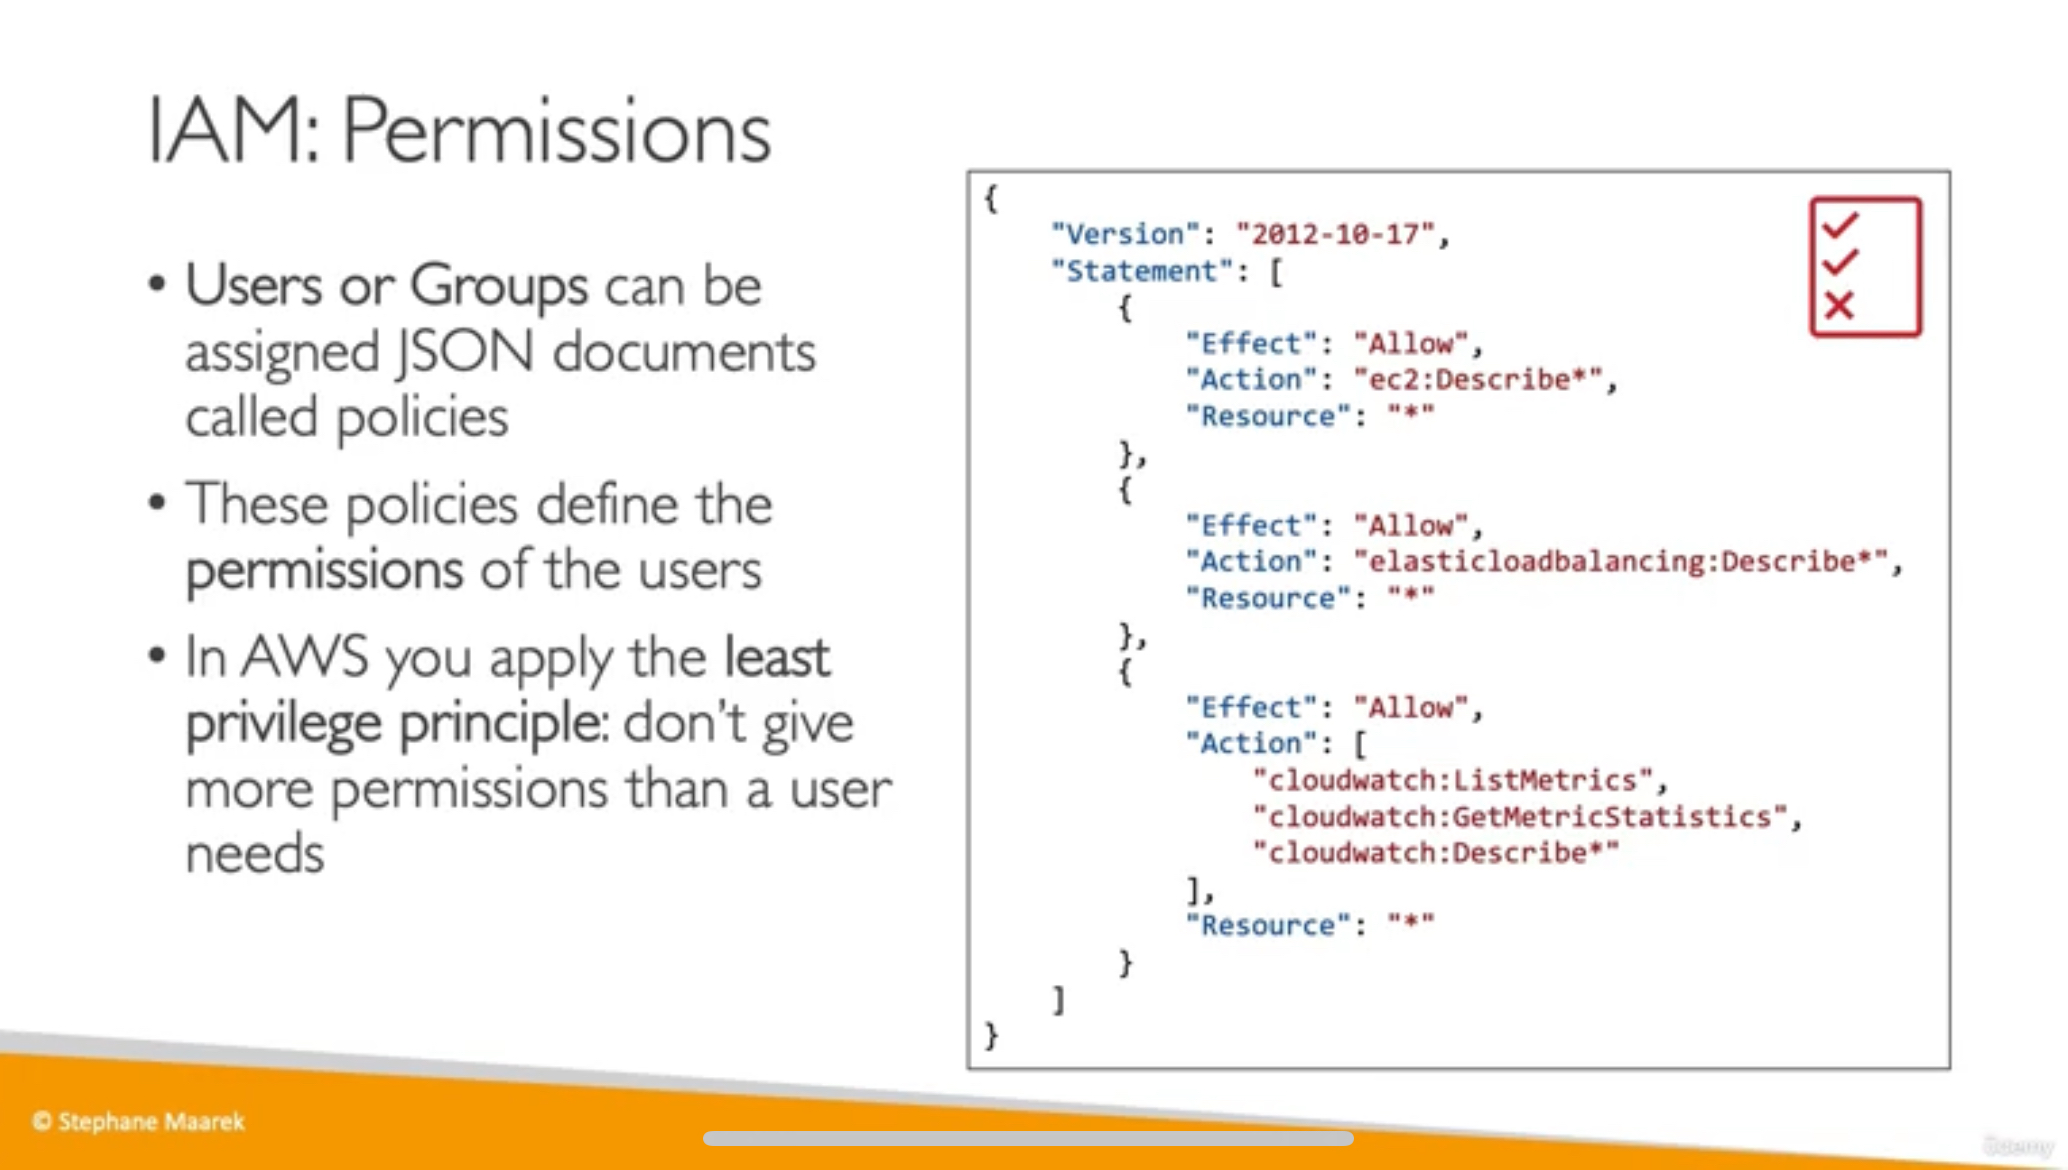 IAM: Permissions
• Users or Groups can be
assigned JSON documents
called policies
• These policies define the
permissions of the users
• In AWS you apply the least
privilege principle: don't give
more permissions than a user
needs
{
    "Version": "2012-10-17",
    "Statement": [
        {
            "Effect": "Allow",
            "Action": "ec2:Describe*",
            "Resource": "*"
        },
        {
            "Effect": "Allow",
            "Action": "elasticloadbalancing:Describe*",
            "Resource": "*"
        },
        {
            "Effect": "Allow",
            "Action": [
                "cloudwatch:ListMetrics",
                "cloudwatch:GetMetricStatistics",
                "cloudwatch:Describe*"
            ],
            "Resource": "*"
        }
    ]
}
© Stephane Maarek
ûdemy